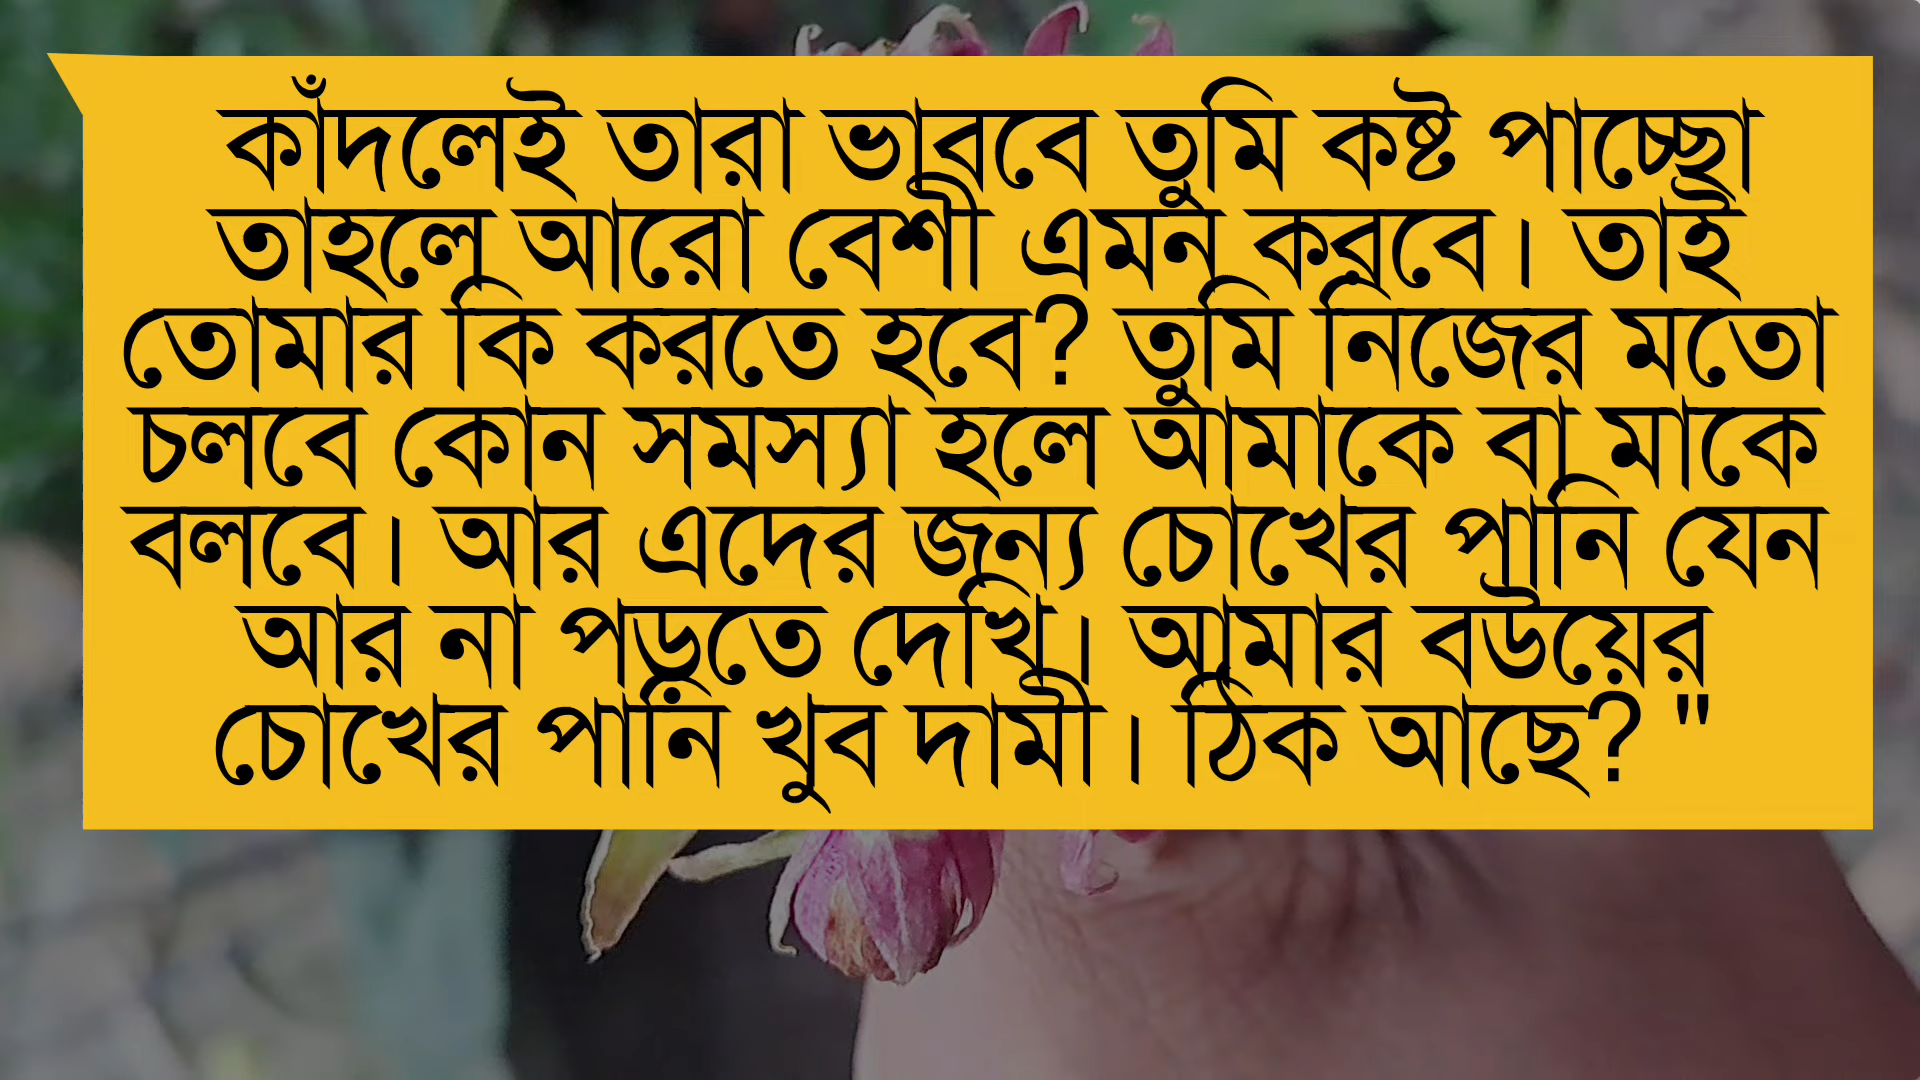 কাঁদলেই তারা ভাববে তুমি কষ্ট পাচ্ছো
তাহলে আরো বেশী এমন করবে। তাই
তোমার কি করতে হবে? তুমি নিজের মতো
চলবে কোন সমস্যা হলে আমাকে বা মাকে
বলবে। আর এদের জন্য চোখের পানি যেন
আর না পড়তে দেখি। আমার বউয়ের
চোখের পানি খুব দামী। ঠিক আছে? "